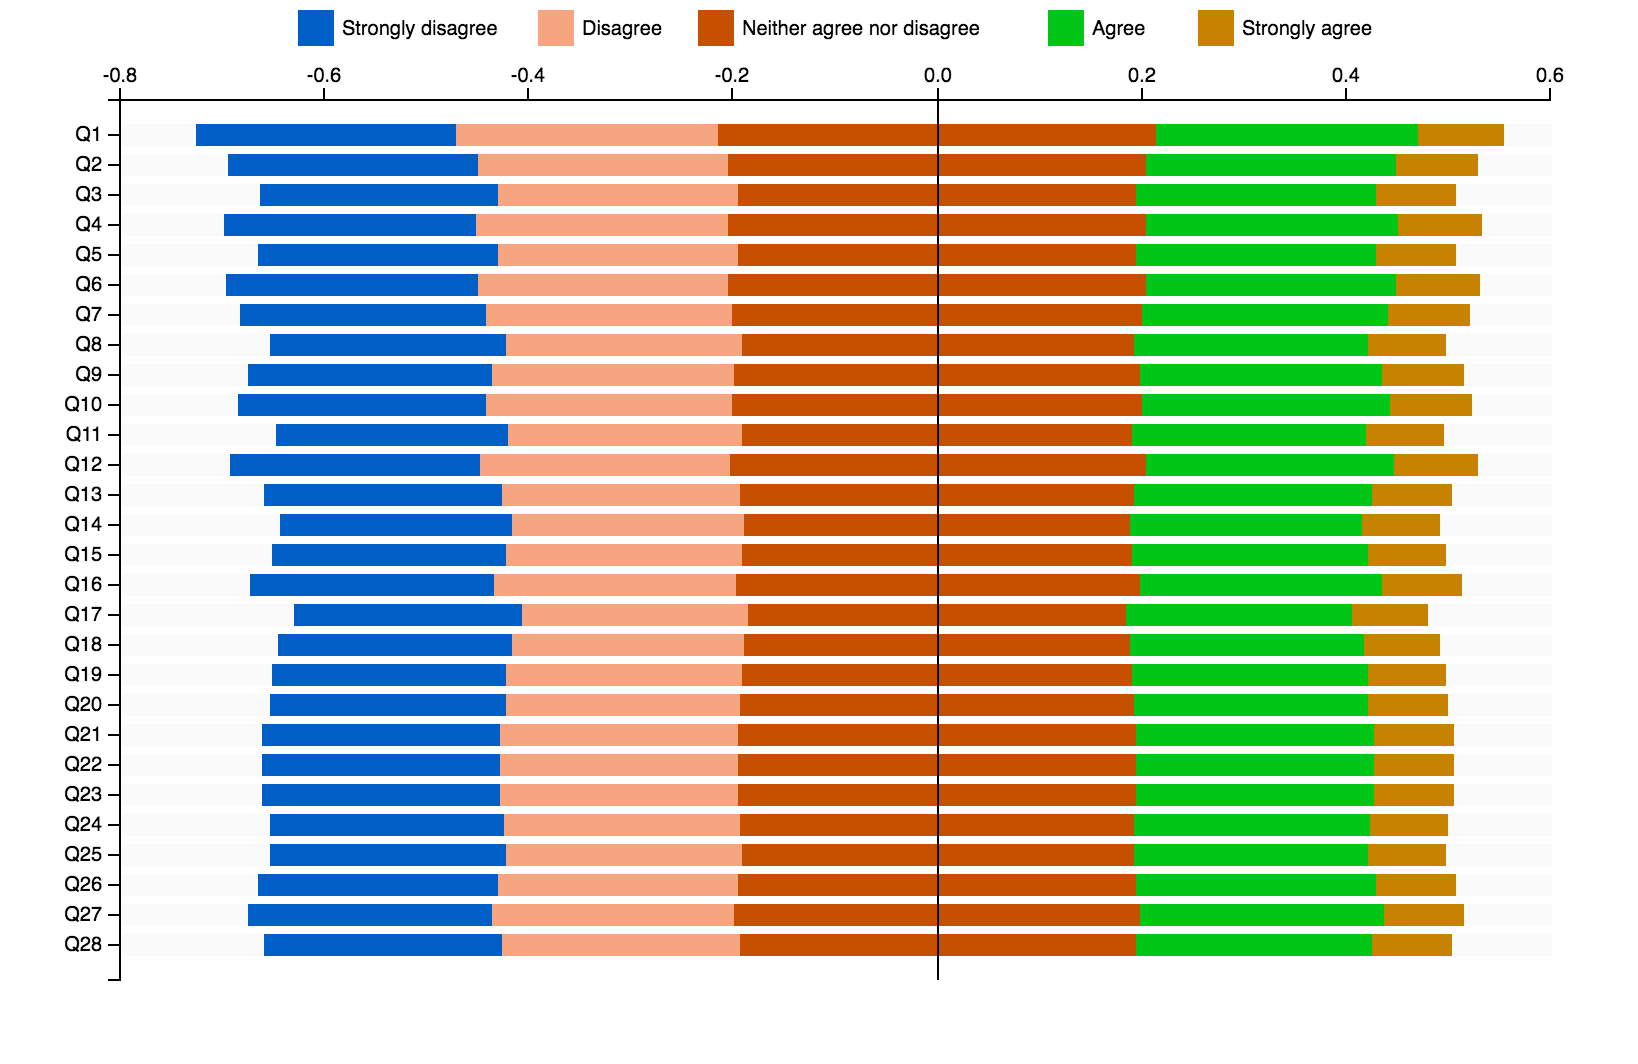 Strongly disagree Disagree Neither agree nor disagree Agree Strongly agree
-0.8 -0.6 -0.4 -0.2 0.0 0.2 0.4 0.6
Q1
Q2
Q3
Q4
Q5
Q6
Q7
Q8
Q9
Q10
Q11
Q12
Q13
Q14
Q15
Q16
Q17
Q18
Q19
Q20
Q21
Q22
Q23
Q24
Q25
Q26
Q27
Q28